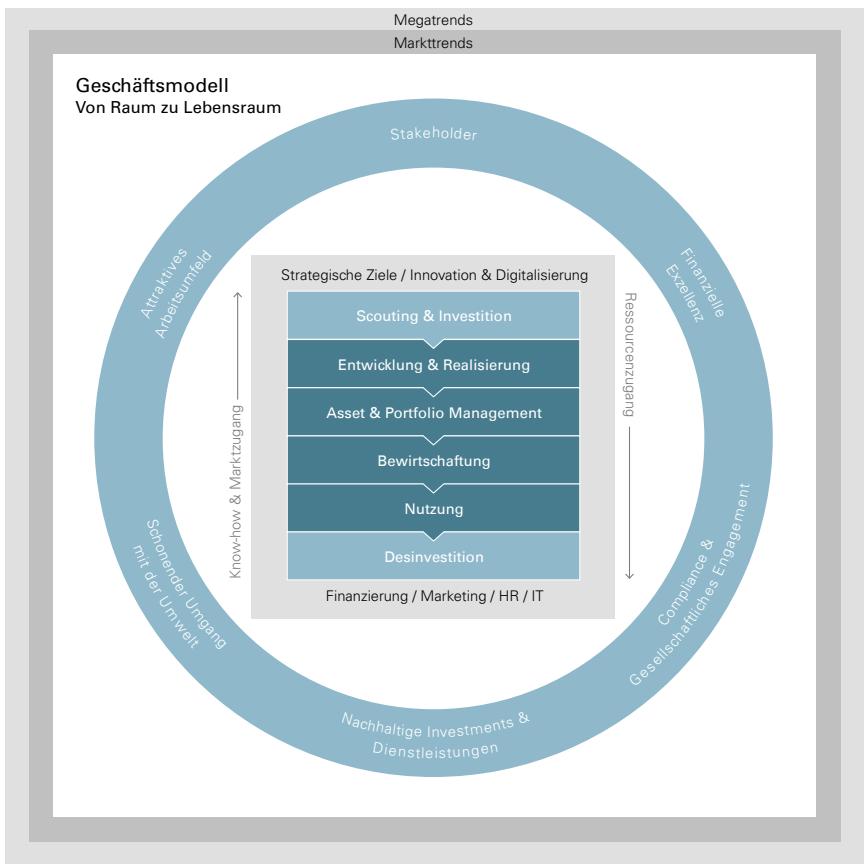 Megatrends
Markttrends
Geschäftsmodell
Von Raum zu Lebensraum
Stakeholder
Attraktives
Arbeitsumfeld
Finanzielle
Exzellenz
Strategische Ziele / Innovation & Digitalisierung
Scouting & Investition
Entwicklung & Realisierung
Asset & Portfolio Management
Bewirtschaftung
Nutzung
Desinvestition
Finanzierung / Marketing / HR / IT
Know-how & Marktzugang
Ressourcenzugang
Schonender Umgang
mit der Umwelt
Compliance &
Gesellschaftliches Engagement
Nachhaltige Investments &
Dienstleistungen